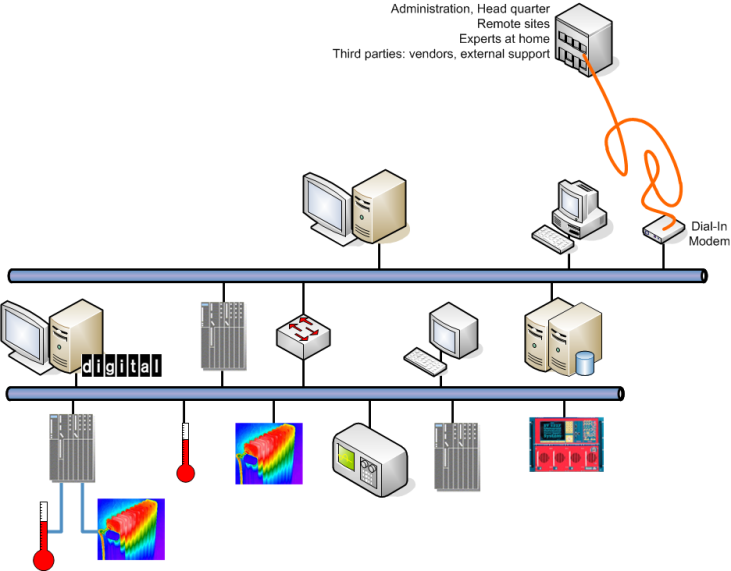 Administration, Head quarter
Remote sites
Experts at home
Third parties: vendors, external support
Dial-In
Modem
digital